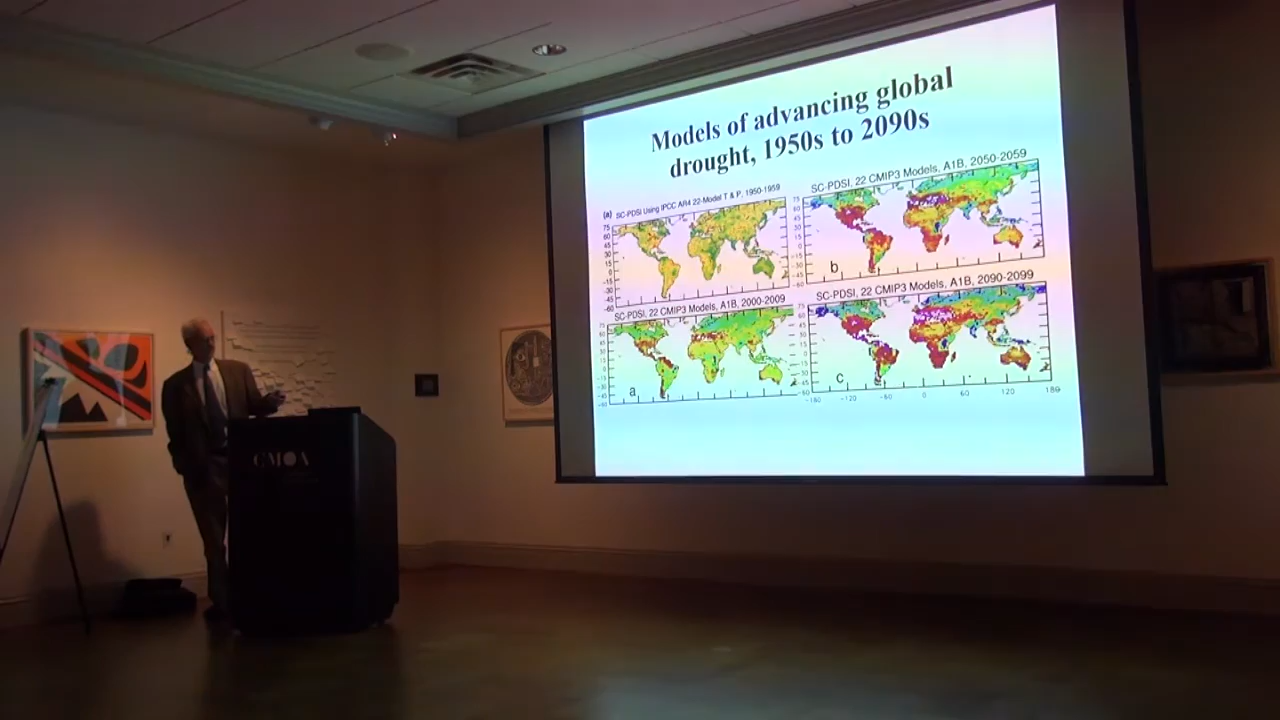 Models of advancing global
drought, 1950s to 2090s
(a) SC-PDSI Using IPCC AR4 22-Model T & P, 1950-1959
SC-PDSI, 22 CMIP3 Models, A1B, 2050-2059
b
SC-PDSI, 22 CMIP3 Models, A1B, 2000-2009
a
SC-PDSI, 22 CMIP3 Models, A1B, 2090-2099
c
-180 -120 -60 0 60 120 189
CMOA